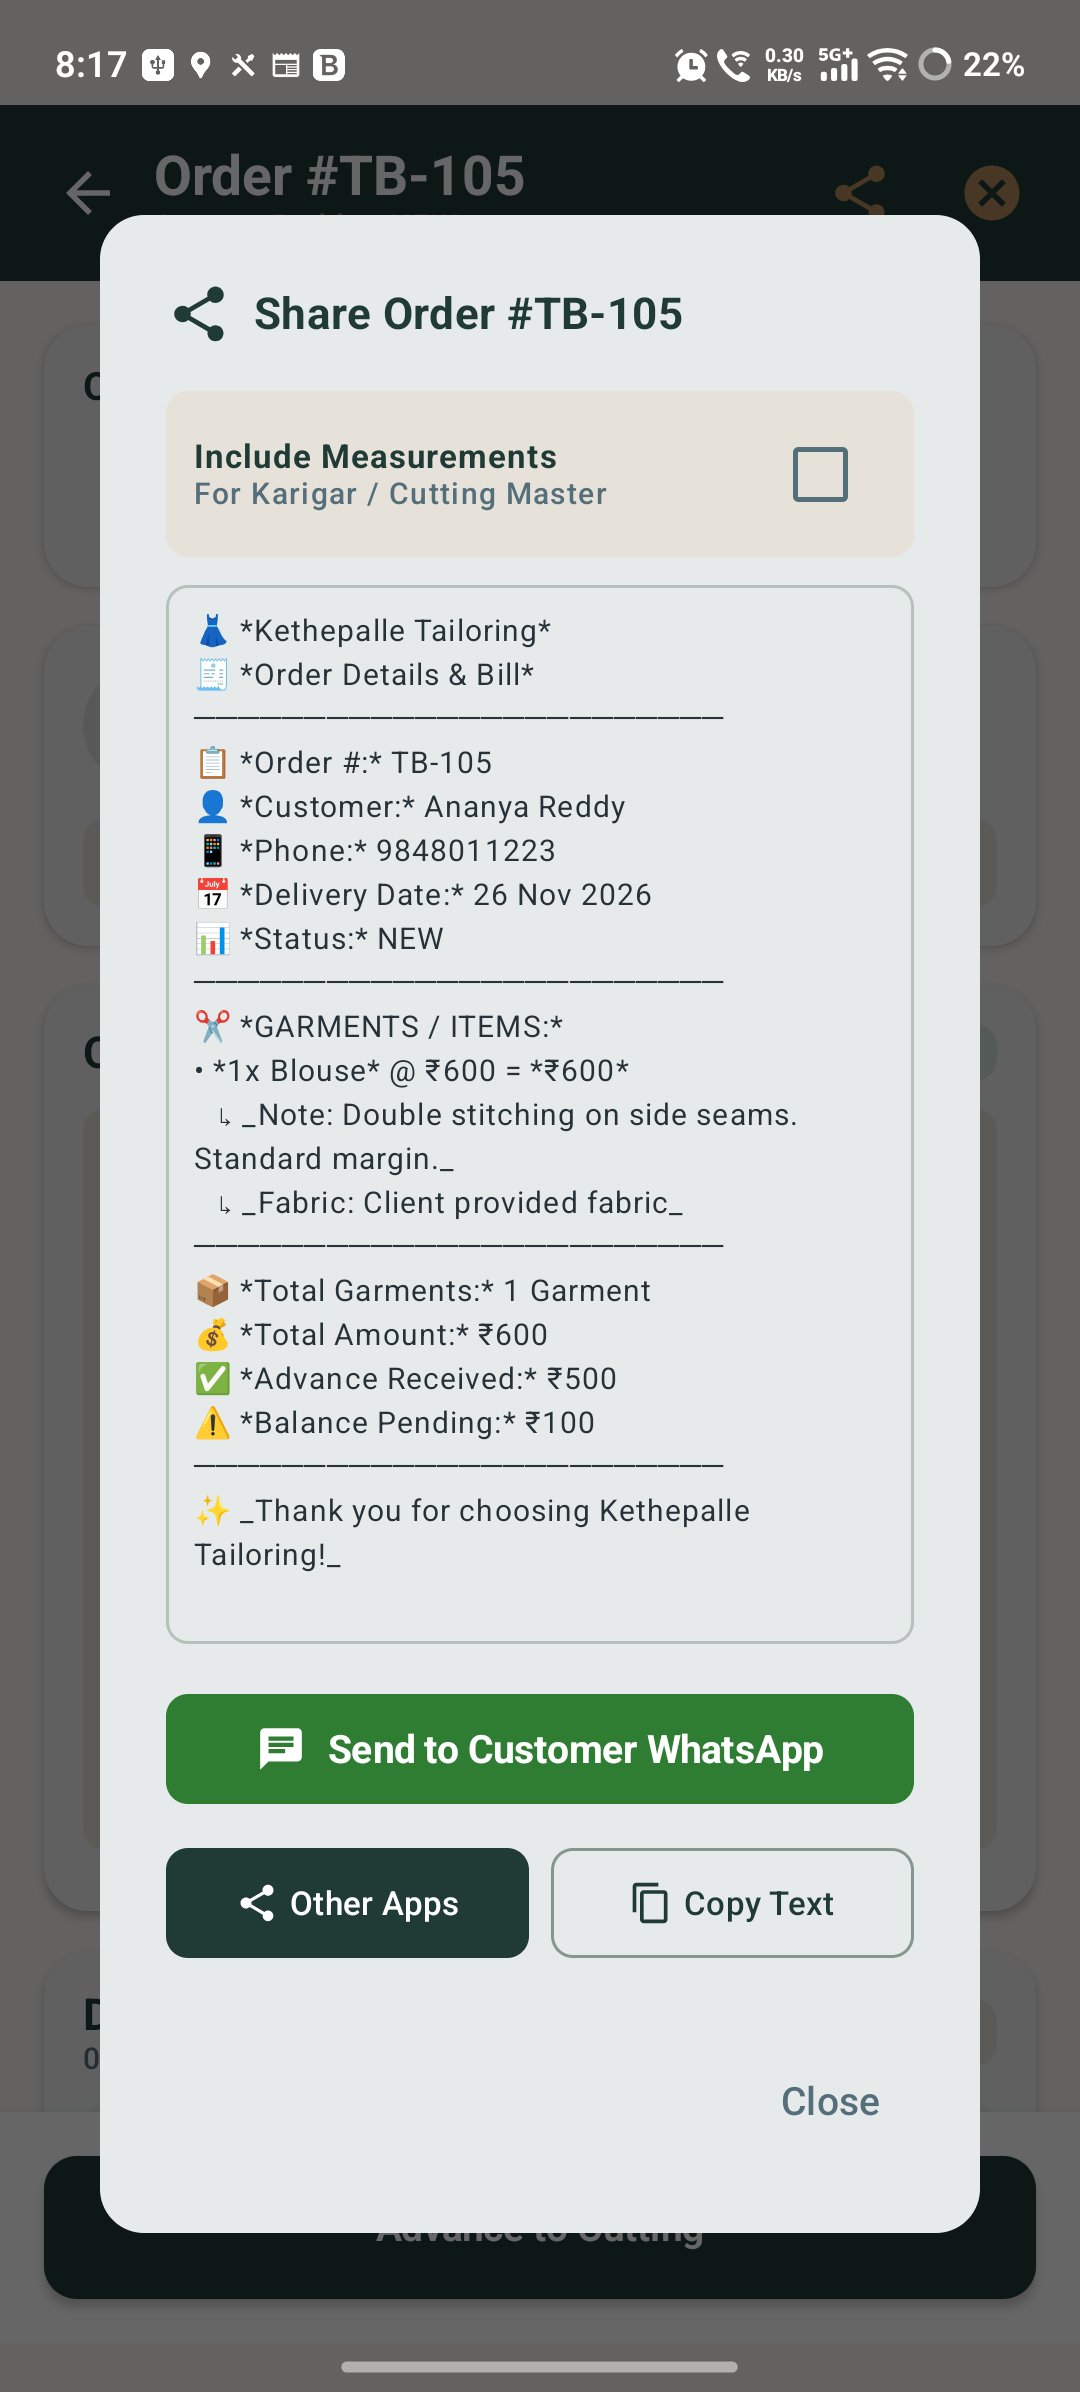 8:17
0.30
KB/s
5G+
22%
Order #TB-105
Share Order #TB-105
Include Measurements
For Karigar / Cutting Master
👗 *Kethepalle Tailoring*
🧾 *Order Details & Bill*
────────────────────────
📋 *Order #:* TB-105
👤 *Customer:* Ananya Reddy
📱 *Phone:* 9848011223
📅 *Delivery Date:* 26 Nov 2026
📊 *Status:* NEW
────────────────────────
✂️ *GARMENTS / ITEMS:*
• *1x Blouse* @ ₹600 = *₹600*
↳ _Note: Double stitching on side seams.
Standard margin._
↳ _Fabric: Client provided fabric_
────────────────────────
📦 *Total Garments:* 1 Garment
💰 *Total Amount:* ₹600
✅ *Advance Received:* ₹500
⚠️ *Balance Pending:* ₹100
────────────────────────
✨ _Thank you for choosing Kethepalle
Tailoring!_
Send to Customer WhatsApp
Other Apps
Copy Text
Close
Advance to Cutting